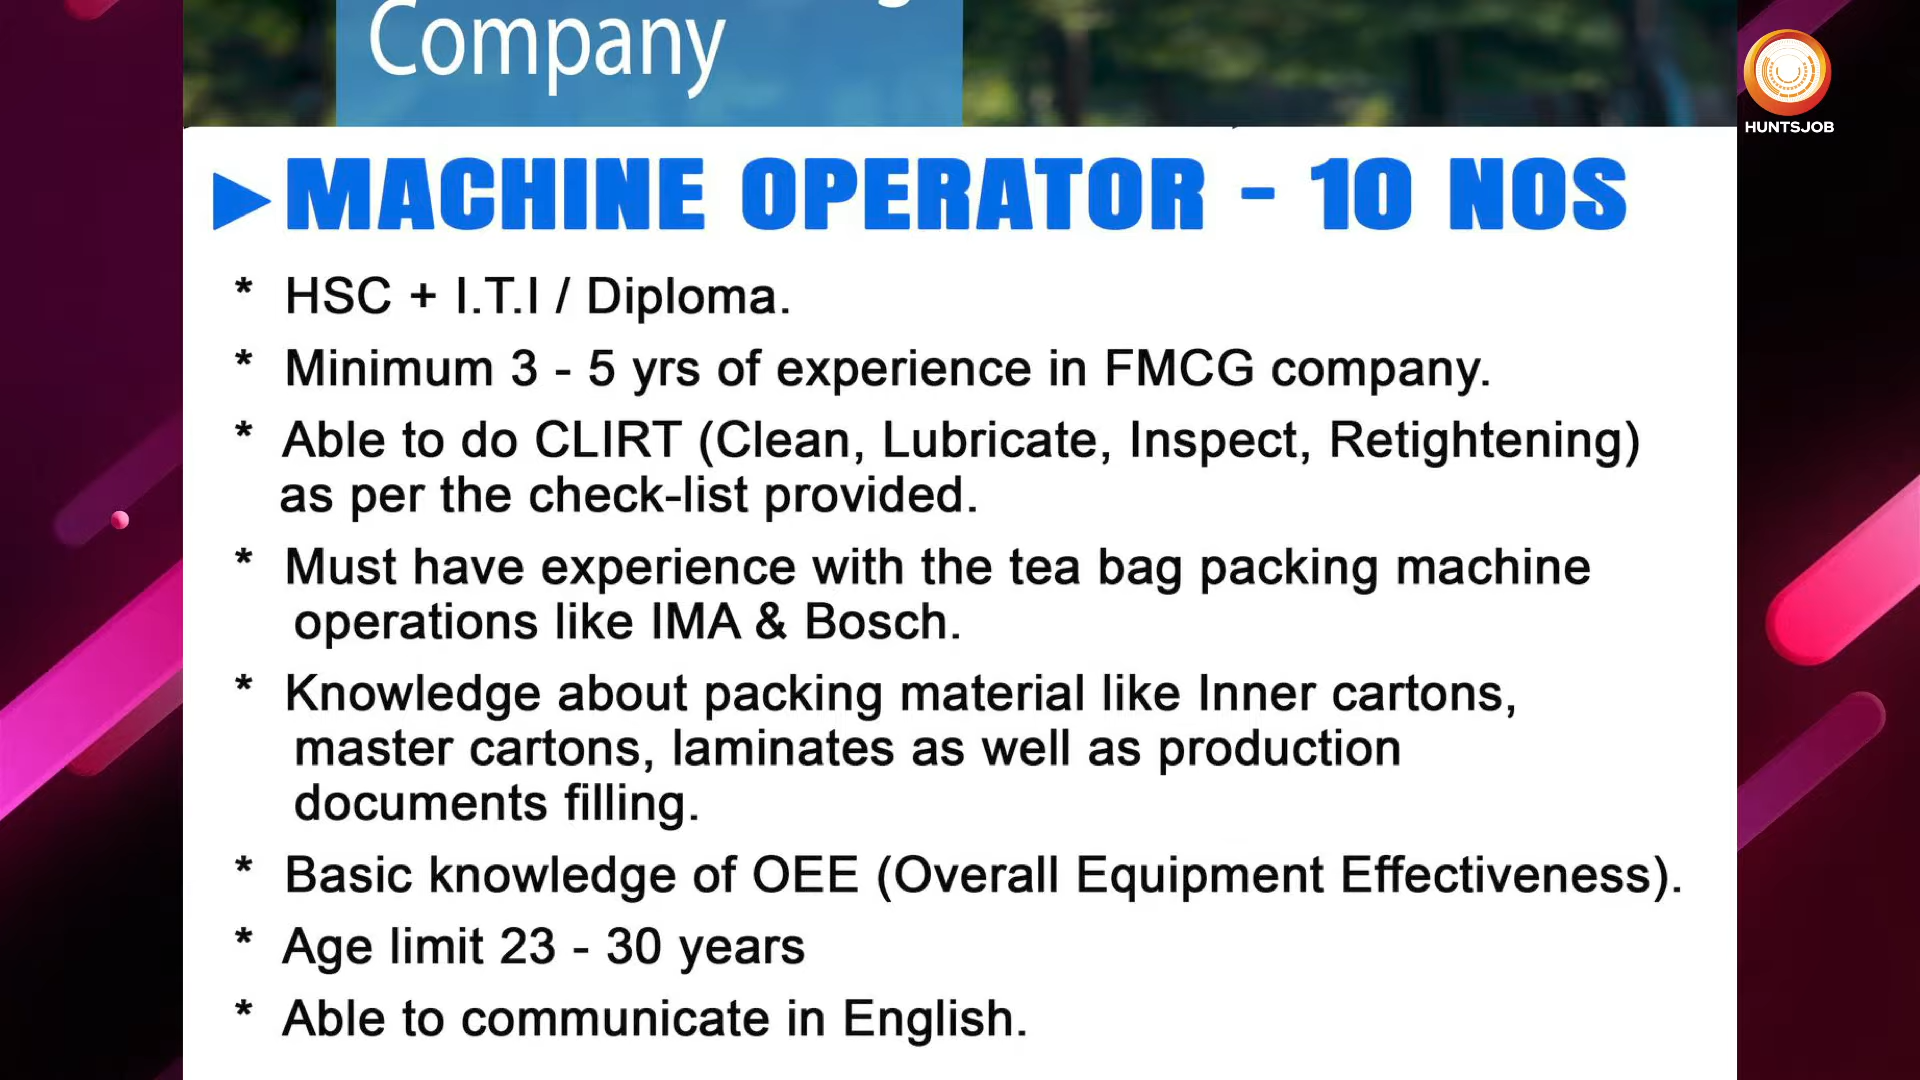 Company
HUNTSJOB
►MACHINE OPERATOR - 10 NOS
* HSC + I.T.I / Diploma.
* Minimum 3 - 5 yrs of experience in FMCG company.
* Able to do CLIRT (Clean, Lubricate, Inspect, Retightening)
as per the check-list provided.
* Must have experience with the tea bag packing machine
operations like IMA & Bosch.
* Knowledge about packing material like Inner cartons,
master cartons, laminates as well as production
documents filling.
* Basic knowledge of OEE (Overall Equipment Effectiveness).
* Age limit 23 - 30 years
* Able to communicate in English.